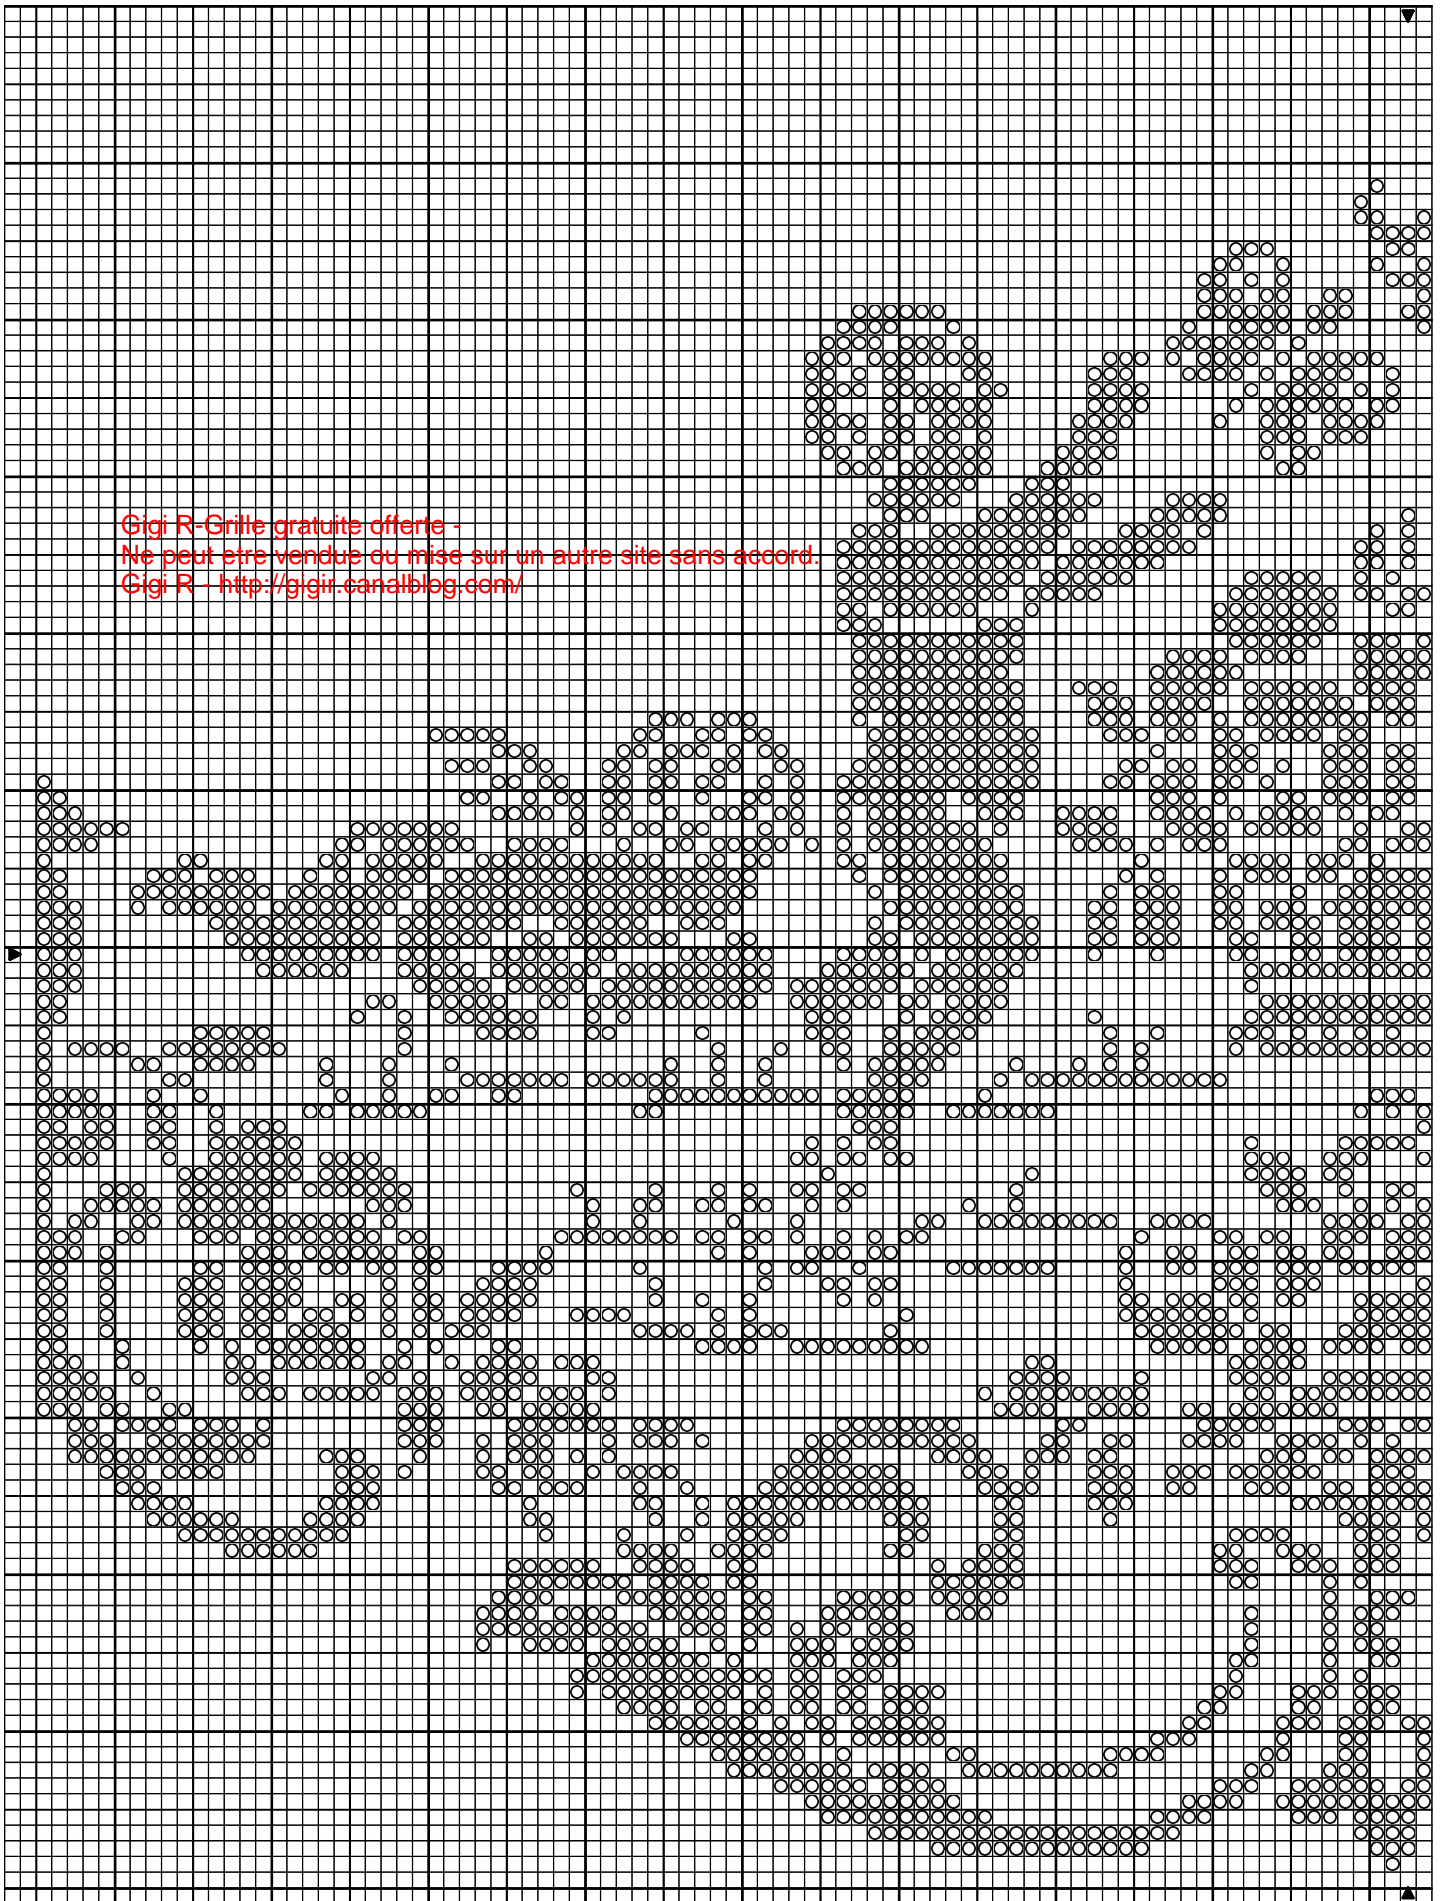 Gigi R-Grille gratuite offerte -
Ne peut etre vendue ou mise sur un autre site sans accord.
Gigi R - http://gigir.canalblog.com/